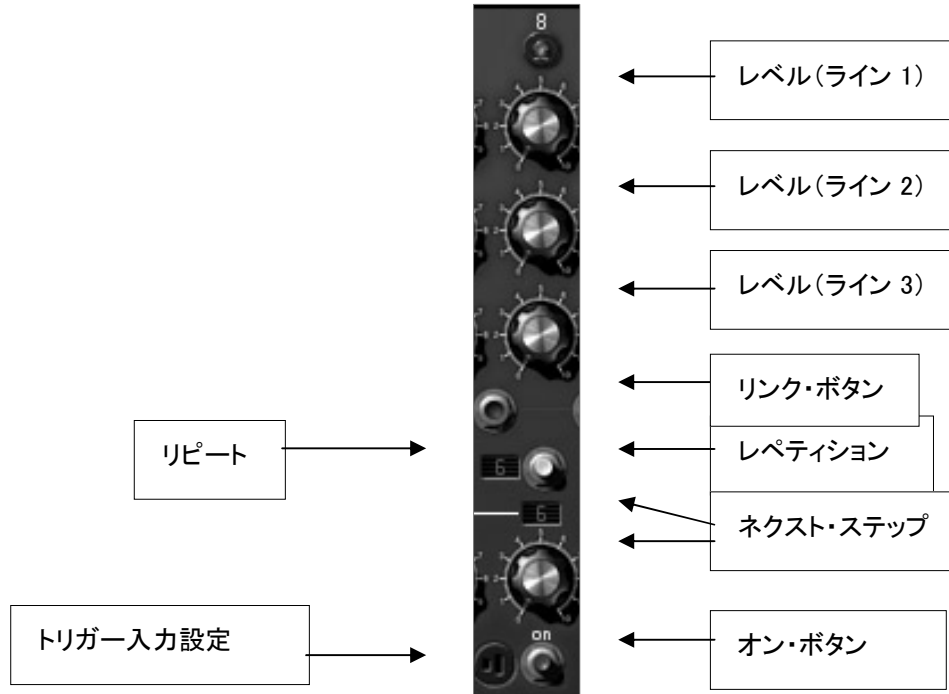 8
レベル（ライン 1）
レベル（ライン 2）
レベル（ライン 3）
リンク・ボタン
リピート
レペティション
6
6
ネクスト・ステップ
on
トリガー入力設定
オン・ボタン